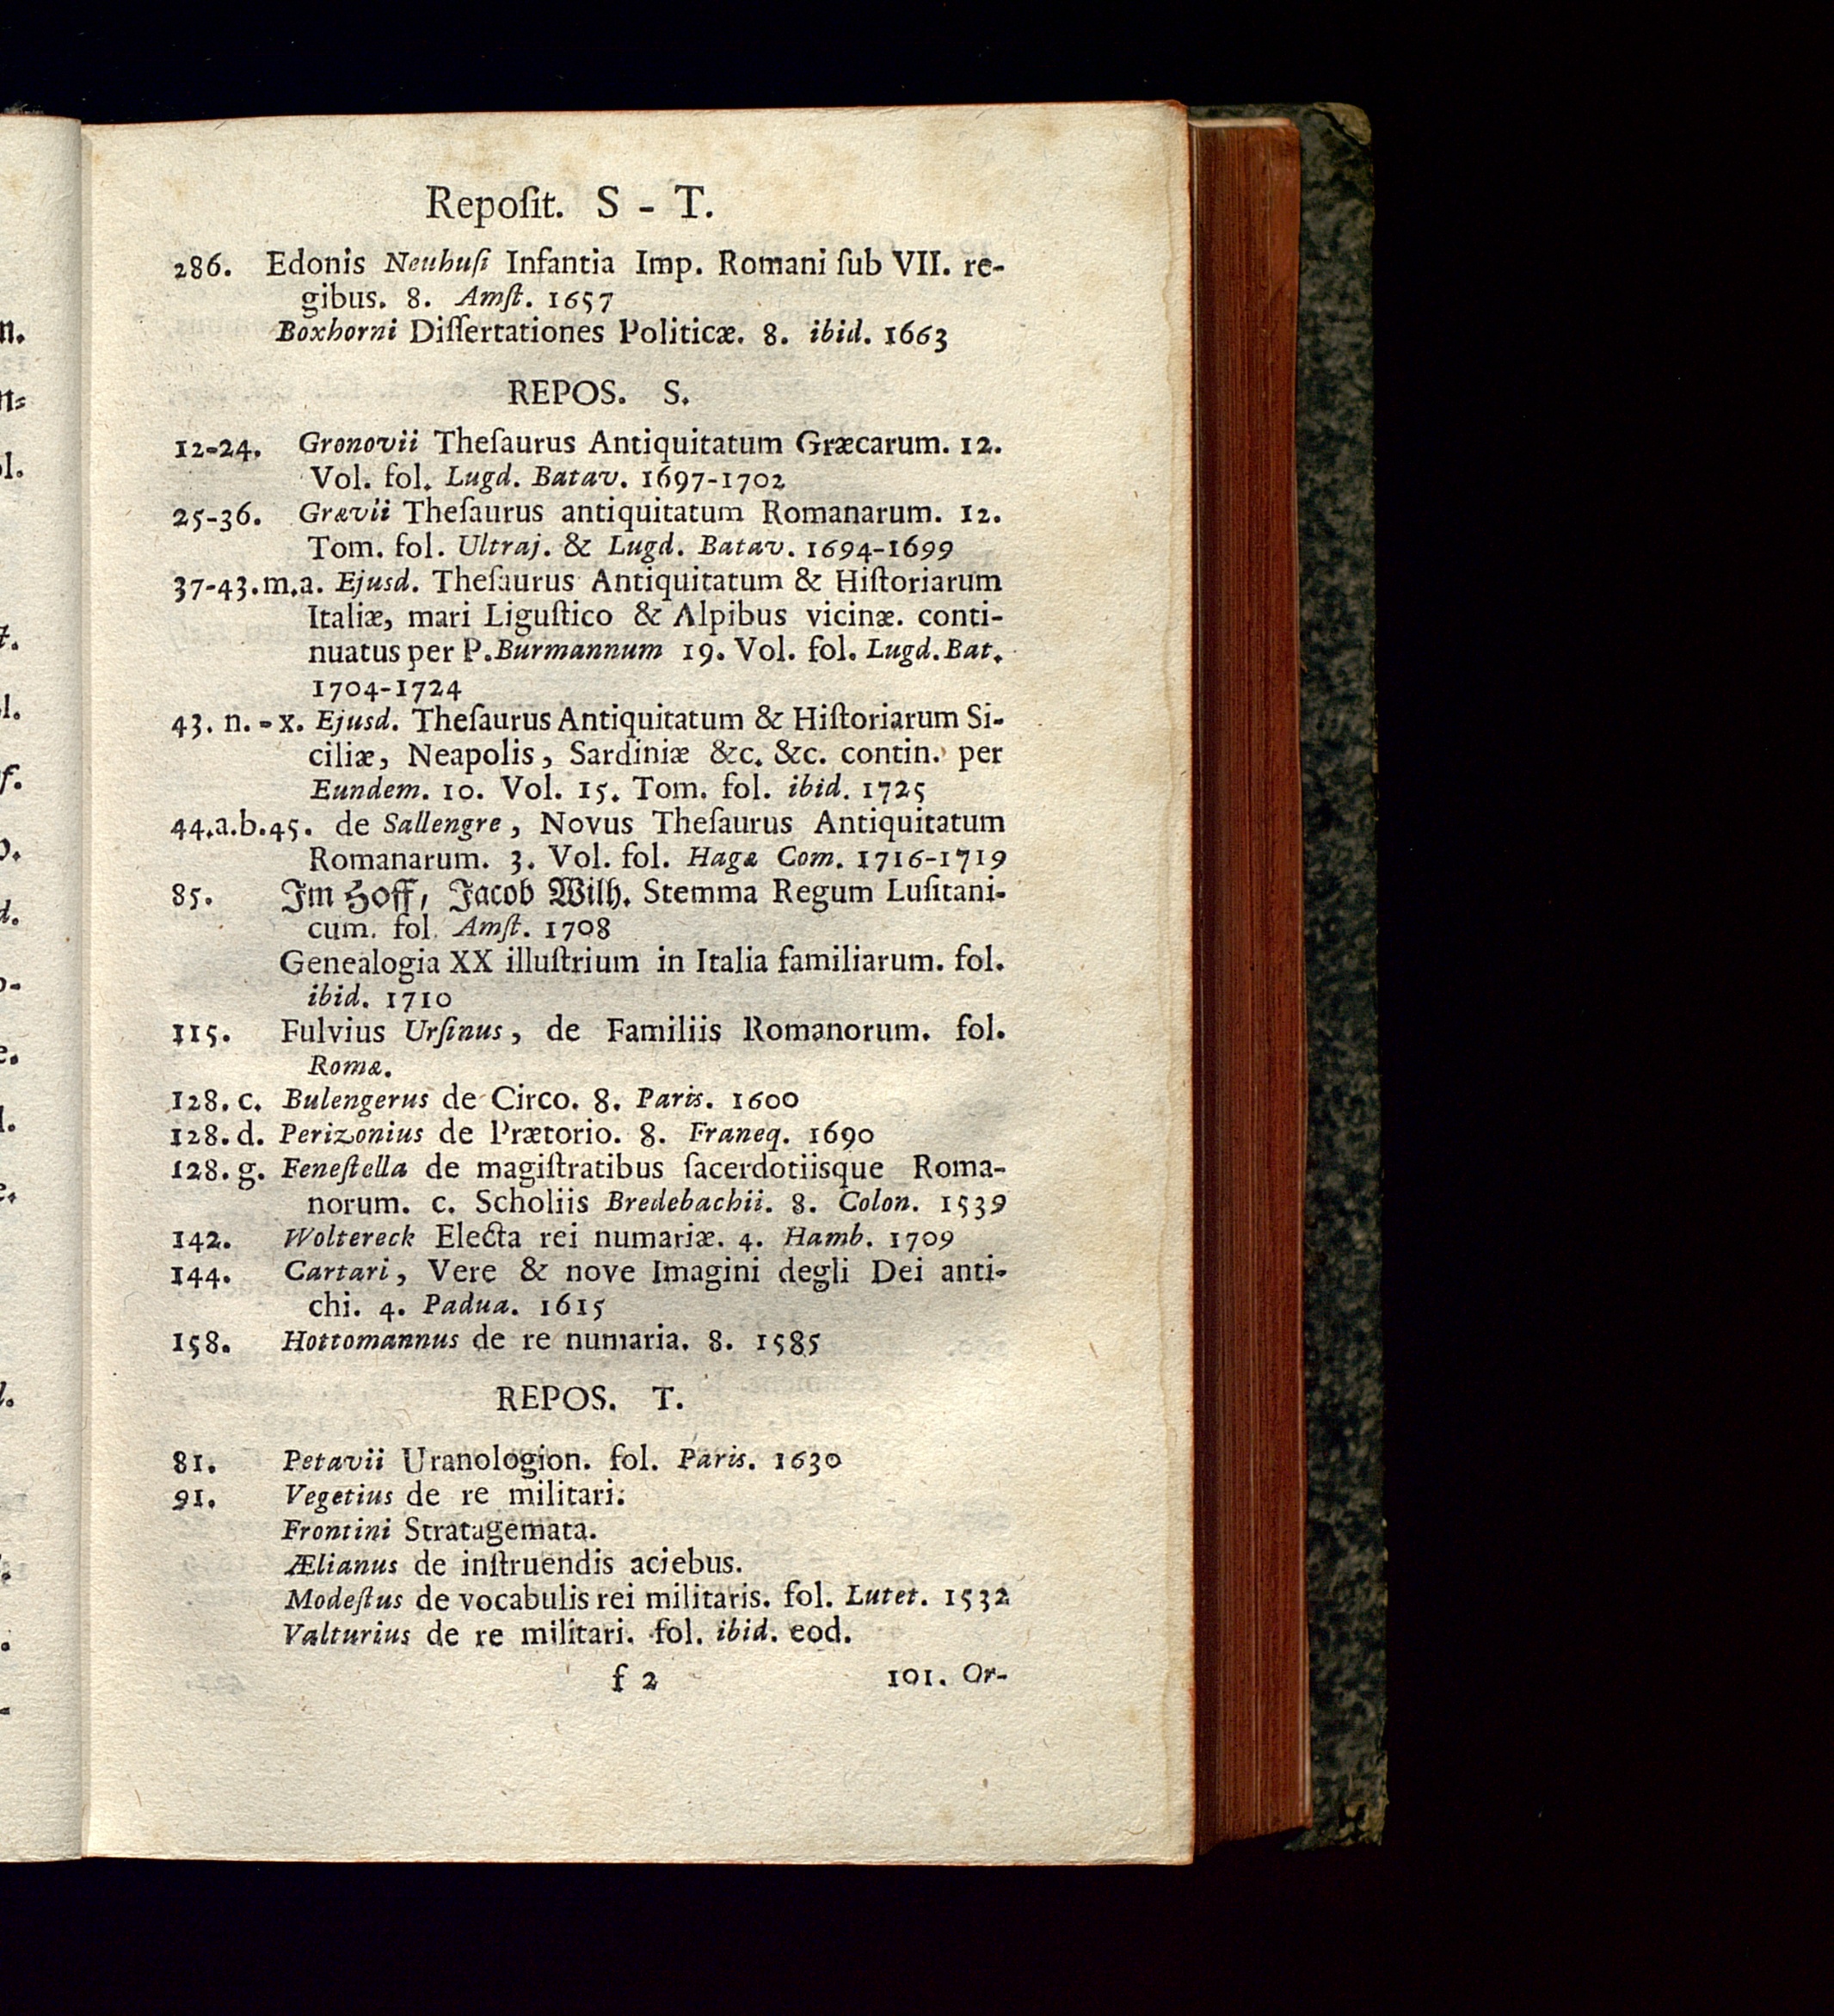 Reposit. S - T.
286. Edonis Neuhusi Infantia Imp. Romani sub VII. re-
gibus. 8. Amst. 1657
Boxhorni Dissertationes Politicæ. 8. ibid. 1663
REPOS. S.
12-24. Gronovii Thesaurus Antiquitatum Græcarum. 12.
Vol. fol. Lugd. Batav. 1697-1702
25-36. Grævii Thesaurus antiquitatum Romanarum. 12.
Tom. fol. Ultraj. & Lugd. Batav. 1694-1699
37-43.m.a. Ejusd. Thesaurus Antiquitatum & Historiarum
Italiæ, mari Ligustico & Alpibus vicinæ. conti-
nuatus per P.Burmannum 19. Vol. fol. Lugd.Bat.
1704-1724
43. n.-x. Ejusd. Thesaurus Antiquitatum & Historiarum Si-
ciliæ, Neapolis, Sardiniæ &c. &c. contin. per
Eundem. 10. Vol. 15. Tom. fol. ibid. 1725
44.a.b.45. de Sallengre, Novus Thesaurus Antiquitatum
Romanarum. 3. Vol. fol. Hagæ Com. 1716-1719
85. Im Hoff, Jacob Wilh. Stemma Regum Lusitani-
cum. fol. Amst. 1708
Genealogia XX illustrium in Italia familiarum. fol.
ibid. 1710
115. Fulvius Ursinus, de Familiis Romanorum. fol.
Romæ.
128. c. Bulengerus de Circo. 8. Paris. 1600
128. d. Perizonius de Prætorio. 8. Franeq. 1690
128. g. Fenestella de magistratibus sacerdotiisque Roma-
norum. c. Scholiis Bredebachii. 8. Colon. 1539
142. Woltereck Electa rei numariæ. 4. Hamb. 1709
144. Cartari, Vere & nove Imagini degli Dei anti-
chi. 4. Padua. 1615
158. Hottomannus de re numaria. 8. 1585
REPOS. T.
81. Petavii Uranologion. fol. Paris. 1630
91. Vegetius de re militari.
Frontini Stratagemata.
Ælianus de instruendis aciebus.
Modestus de vocabulis rei militaris. fol. Lutet. 1532
Valturius de re militari. fol. ibid. eod.
f 2 101. Or-